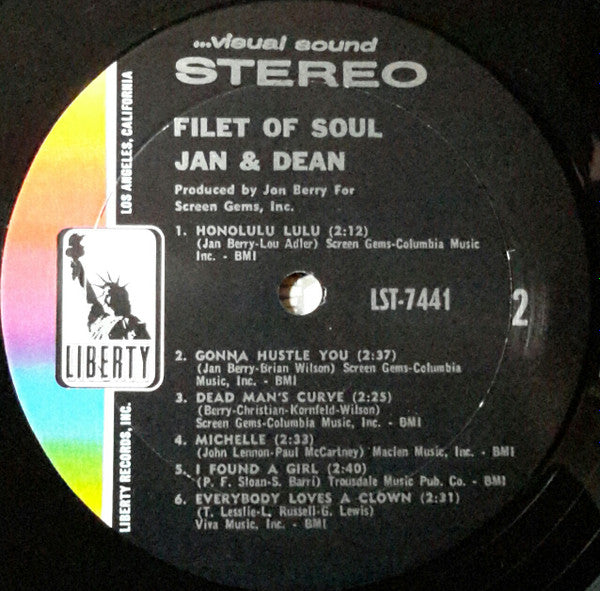 ...visual sound
STEREO
FILET OF SOUL
JAN & DEAN
Produced by Jan Berry For
Screen Gems, Inc.
1. HONOLULU LULU (2:12)
(Jan Berry-Lou Adler) Screen Gems-Columbia Music
Inc. - BMI
LST-7441
2
2. GONNA HUSTLE YOU (2:37)
(Jan Berry-Brian Wilson) Screen Gems-Columbia
Music, Inc. - BMI
3. DEAD MAN'S CURVE (2:25)
(Berry-Christian-Kornfeld-Wilson)
Screen Gems-Columbia Music, Inc. - BMI
4. MICHELLE (2:33)
(John Lennon-Paul McCartney) Maclen Music, Inc. - BMI
5. I FOUND A GIRL (2:40)
(P. F. Sloan-S. Barri) Trousdale Music Pub. Co. - BMI
6. EVERYBODY LOVES A CLOWN (2:31)
(T. Lesslie-L. Russell-G. Lewis)
Viva Music, Inc. - BMI
LIBERTY
LIBERTY RECORDS, INC.
LOS ANGELES, CALIFORNIA